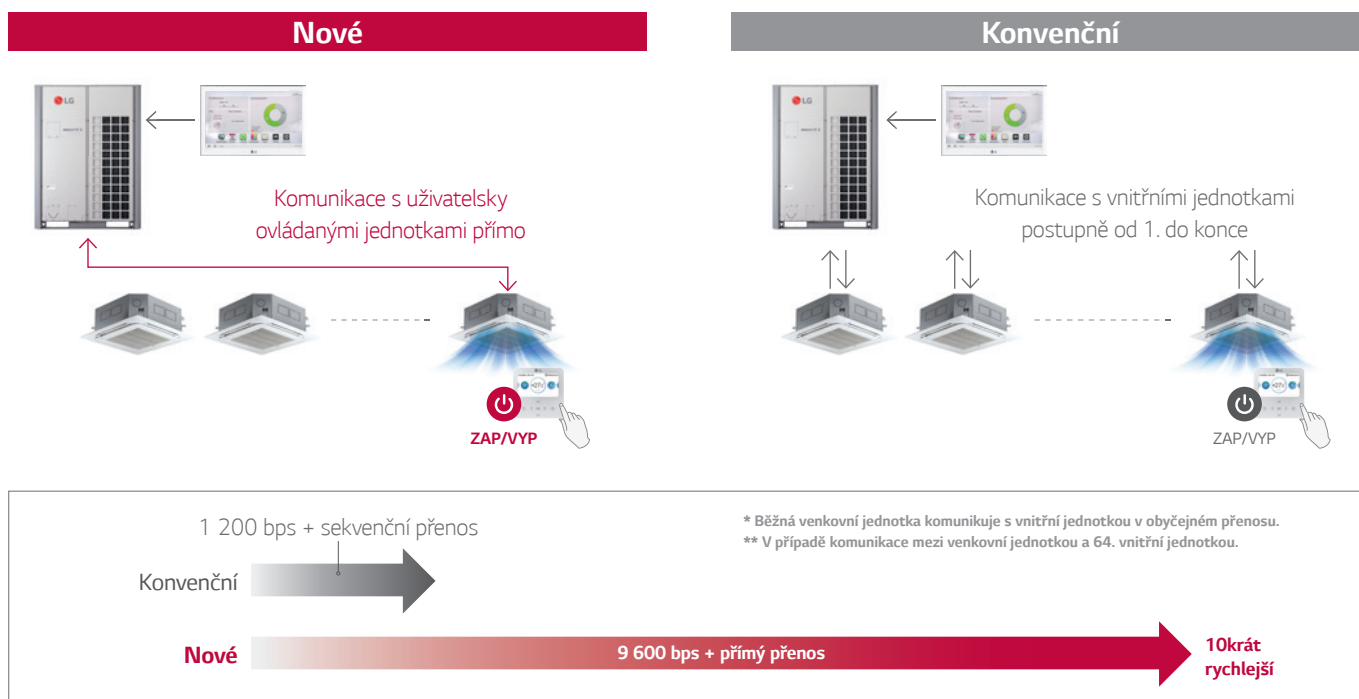 Nové
Konvenční
LG
LG
Komunikace s uživatelsky
ovládanými jednotkami přímo
Komunikace s vnitřními jednotkami
postupně od 1. do konce
ZAP/VYP
ZAP/VYP
1 200 bps + sekvenční přenos
* Běžná venkovní jednotka komunikuje s vnitřní jednotkou v obyčejném přenosu.
** V případě komunikace mezi venkovní jednotkou a 64. vnitřní jednotkou.
Konvenční
Nové
9 600 bps + přímý přenos
10krát
rychlejší